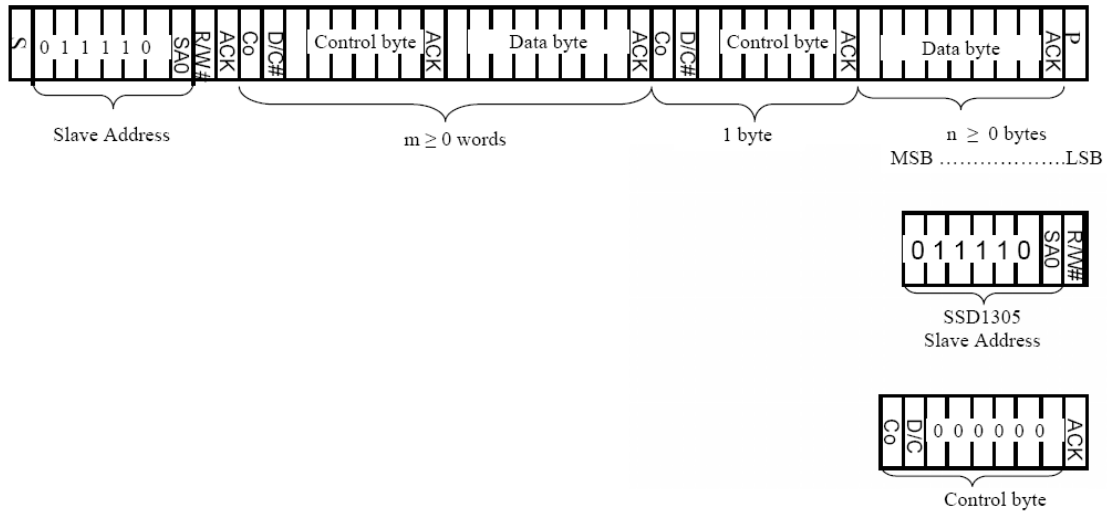 S 0 1 1 1 1 0 SA0 R/W# ACK Co D/C# Control byte ACK Data byte ACK Co D/C# Control byte ACK Data byte ACK P
Slave Address
m ≥ 0 words
1 byte
n ≥ 0 bytes
MSB ………………….LSB
0 1 1 1 1 0 SA0 R/W#
SSD1305
Slave Address
Co D/C 0 0 0 0 0 0 ACK
Control byte